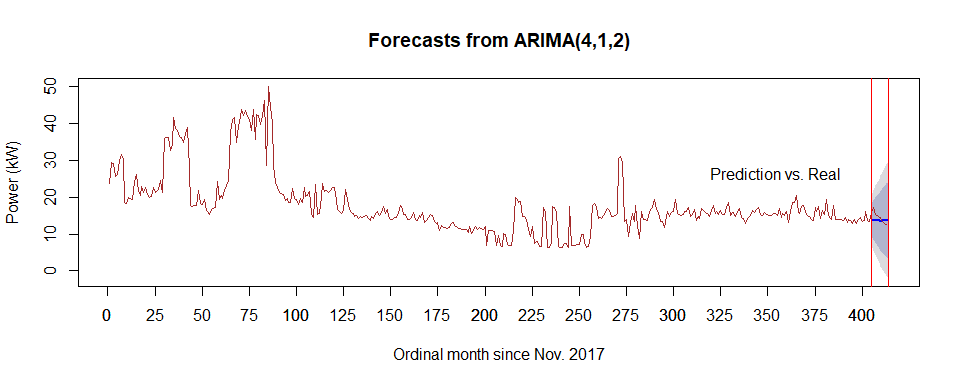 Forecasts from ARIMA(4,1,2)
50
40
30
20
10
0
Power (kW)
Prediction vs. Real
0 25 50 75 100 125 150 175 200 225 250 275 300 325 350 375 400
Ordinal month since Nov. 2017